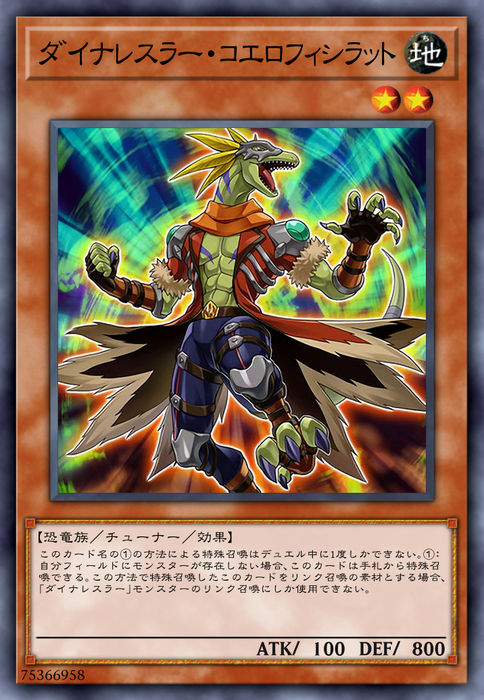 ダイナレスラー・コエロフィシラット
ち
地
【恐竜族／チューナー／効果】
このカード名の①の方法による特殊召喚はデュエル中に1度しかできない。①：
自分フィールドにモンスターが存在しない場合、このカードは手札から特殊召喚
できる。この方法で特殊召喚したこのカードをリンク召喚の素材とする場合、
「ダイナレスラー」モンスターのリンク召喚にしか使用できない。
ATK/ 100 DEF/ 800
75366958